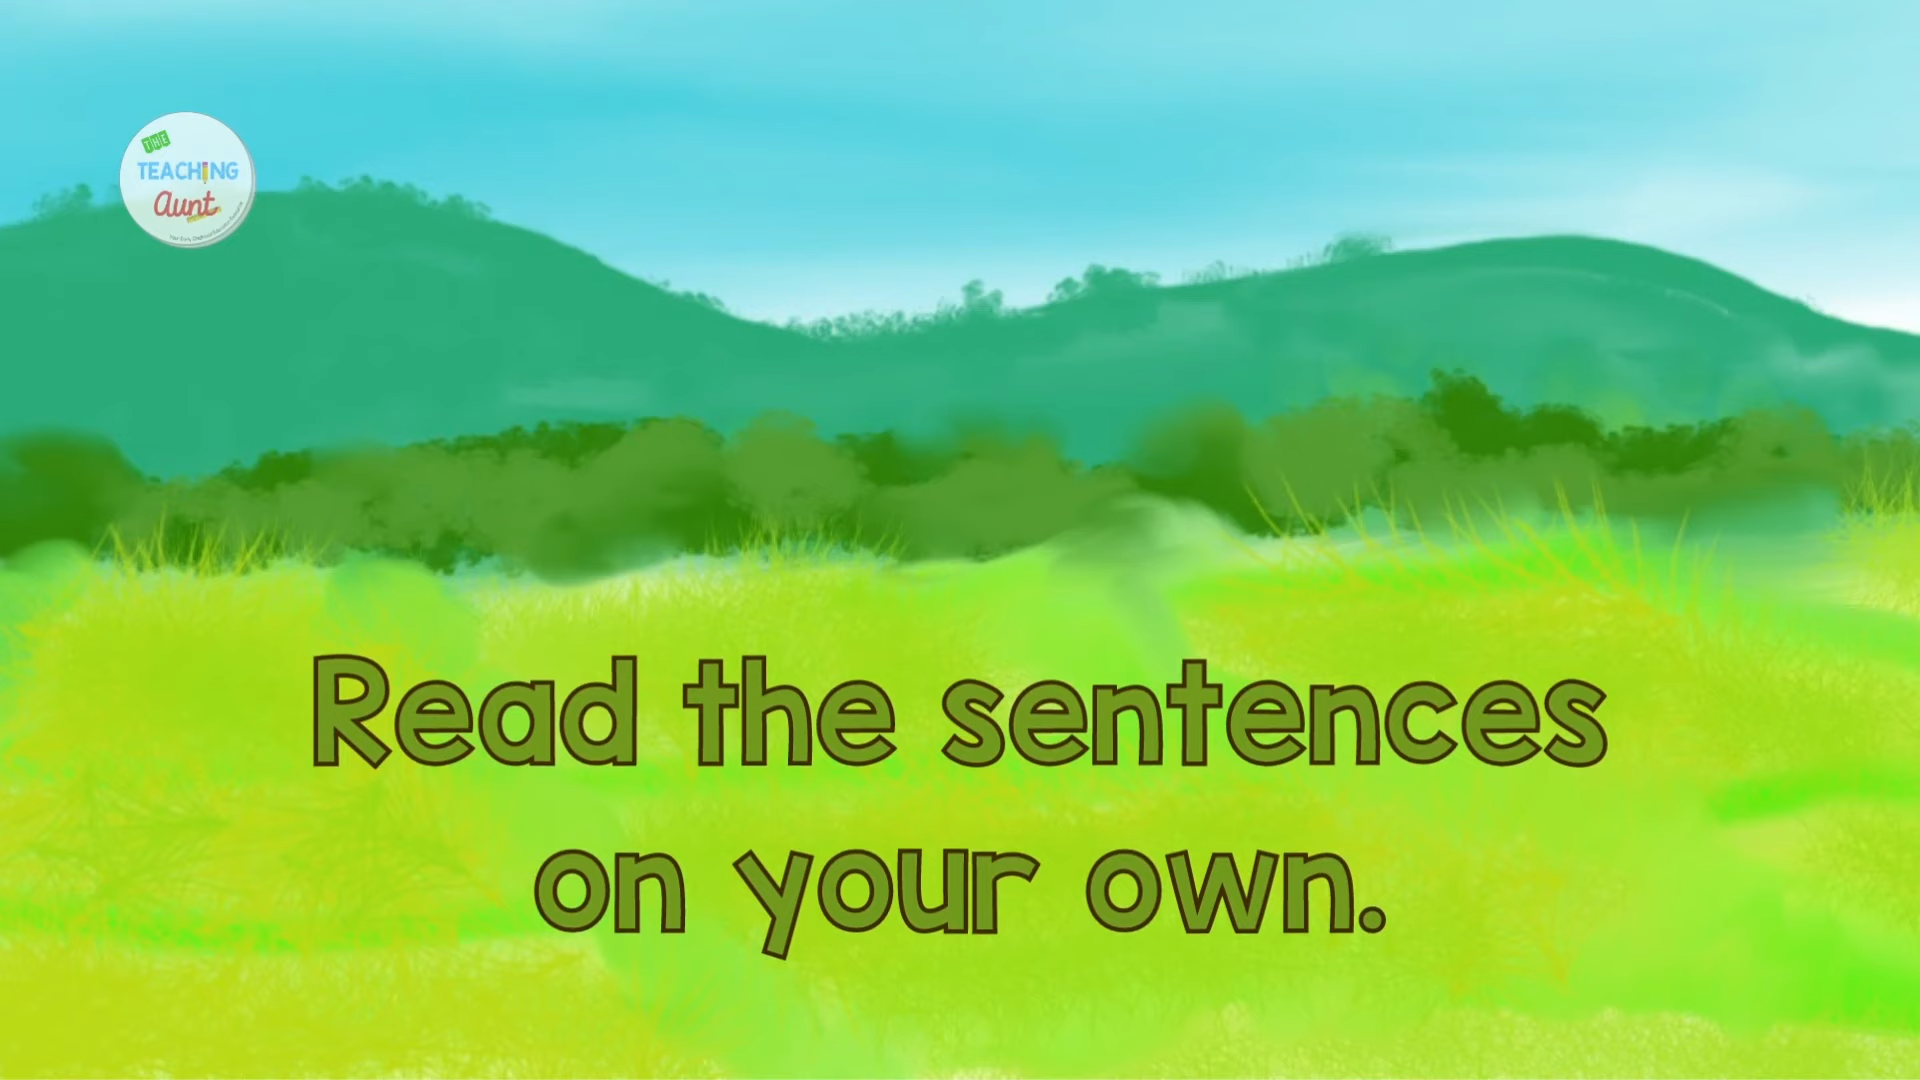 THE
TEACHING
aunt
Read the sentences
on your own.